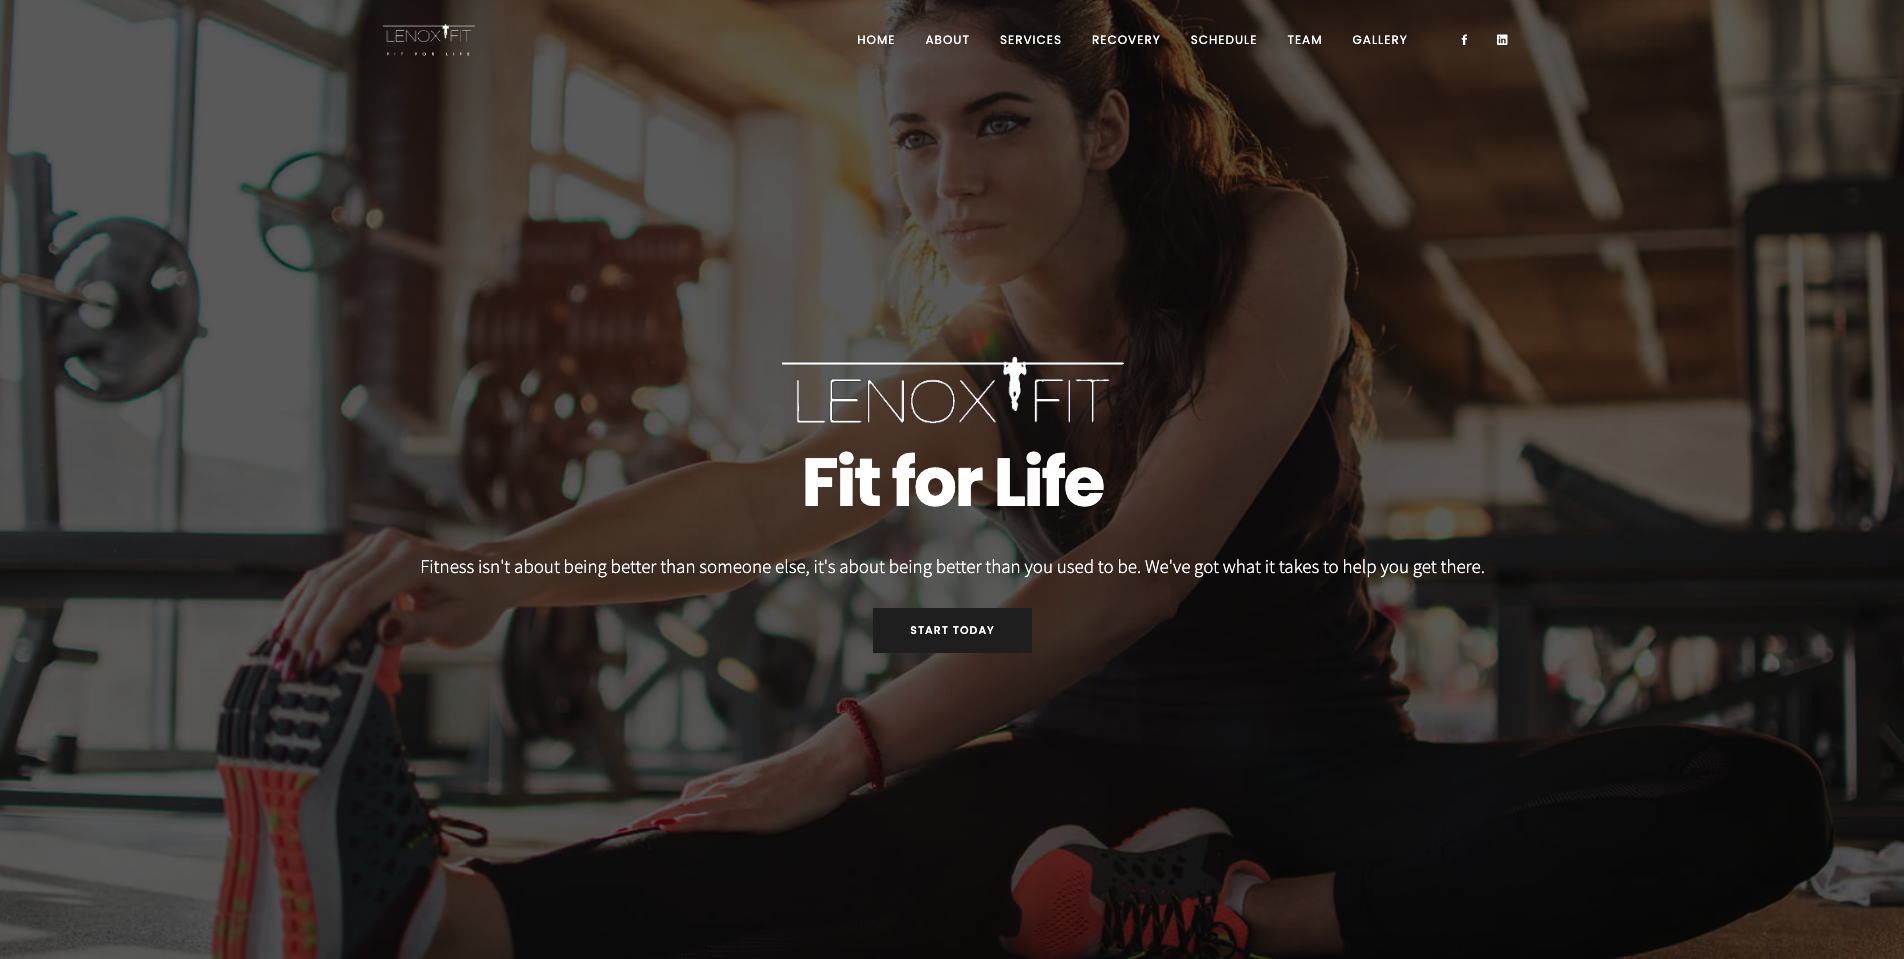 LENOX FIT
FIT FOR LIFE
HOME ABOUT SERVICES RECOVERY SCHEDULE TEAM GALLERY
LENOX FIT
Fit for Life
Fitness isn't about being better than someone else, it's about being better than you used to be. We've got what it takes to help you get there.
START TODAY